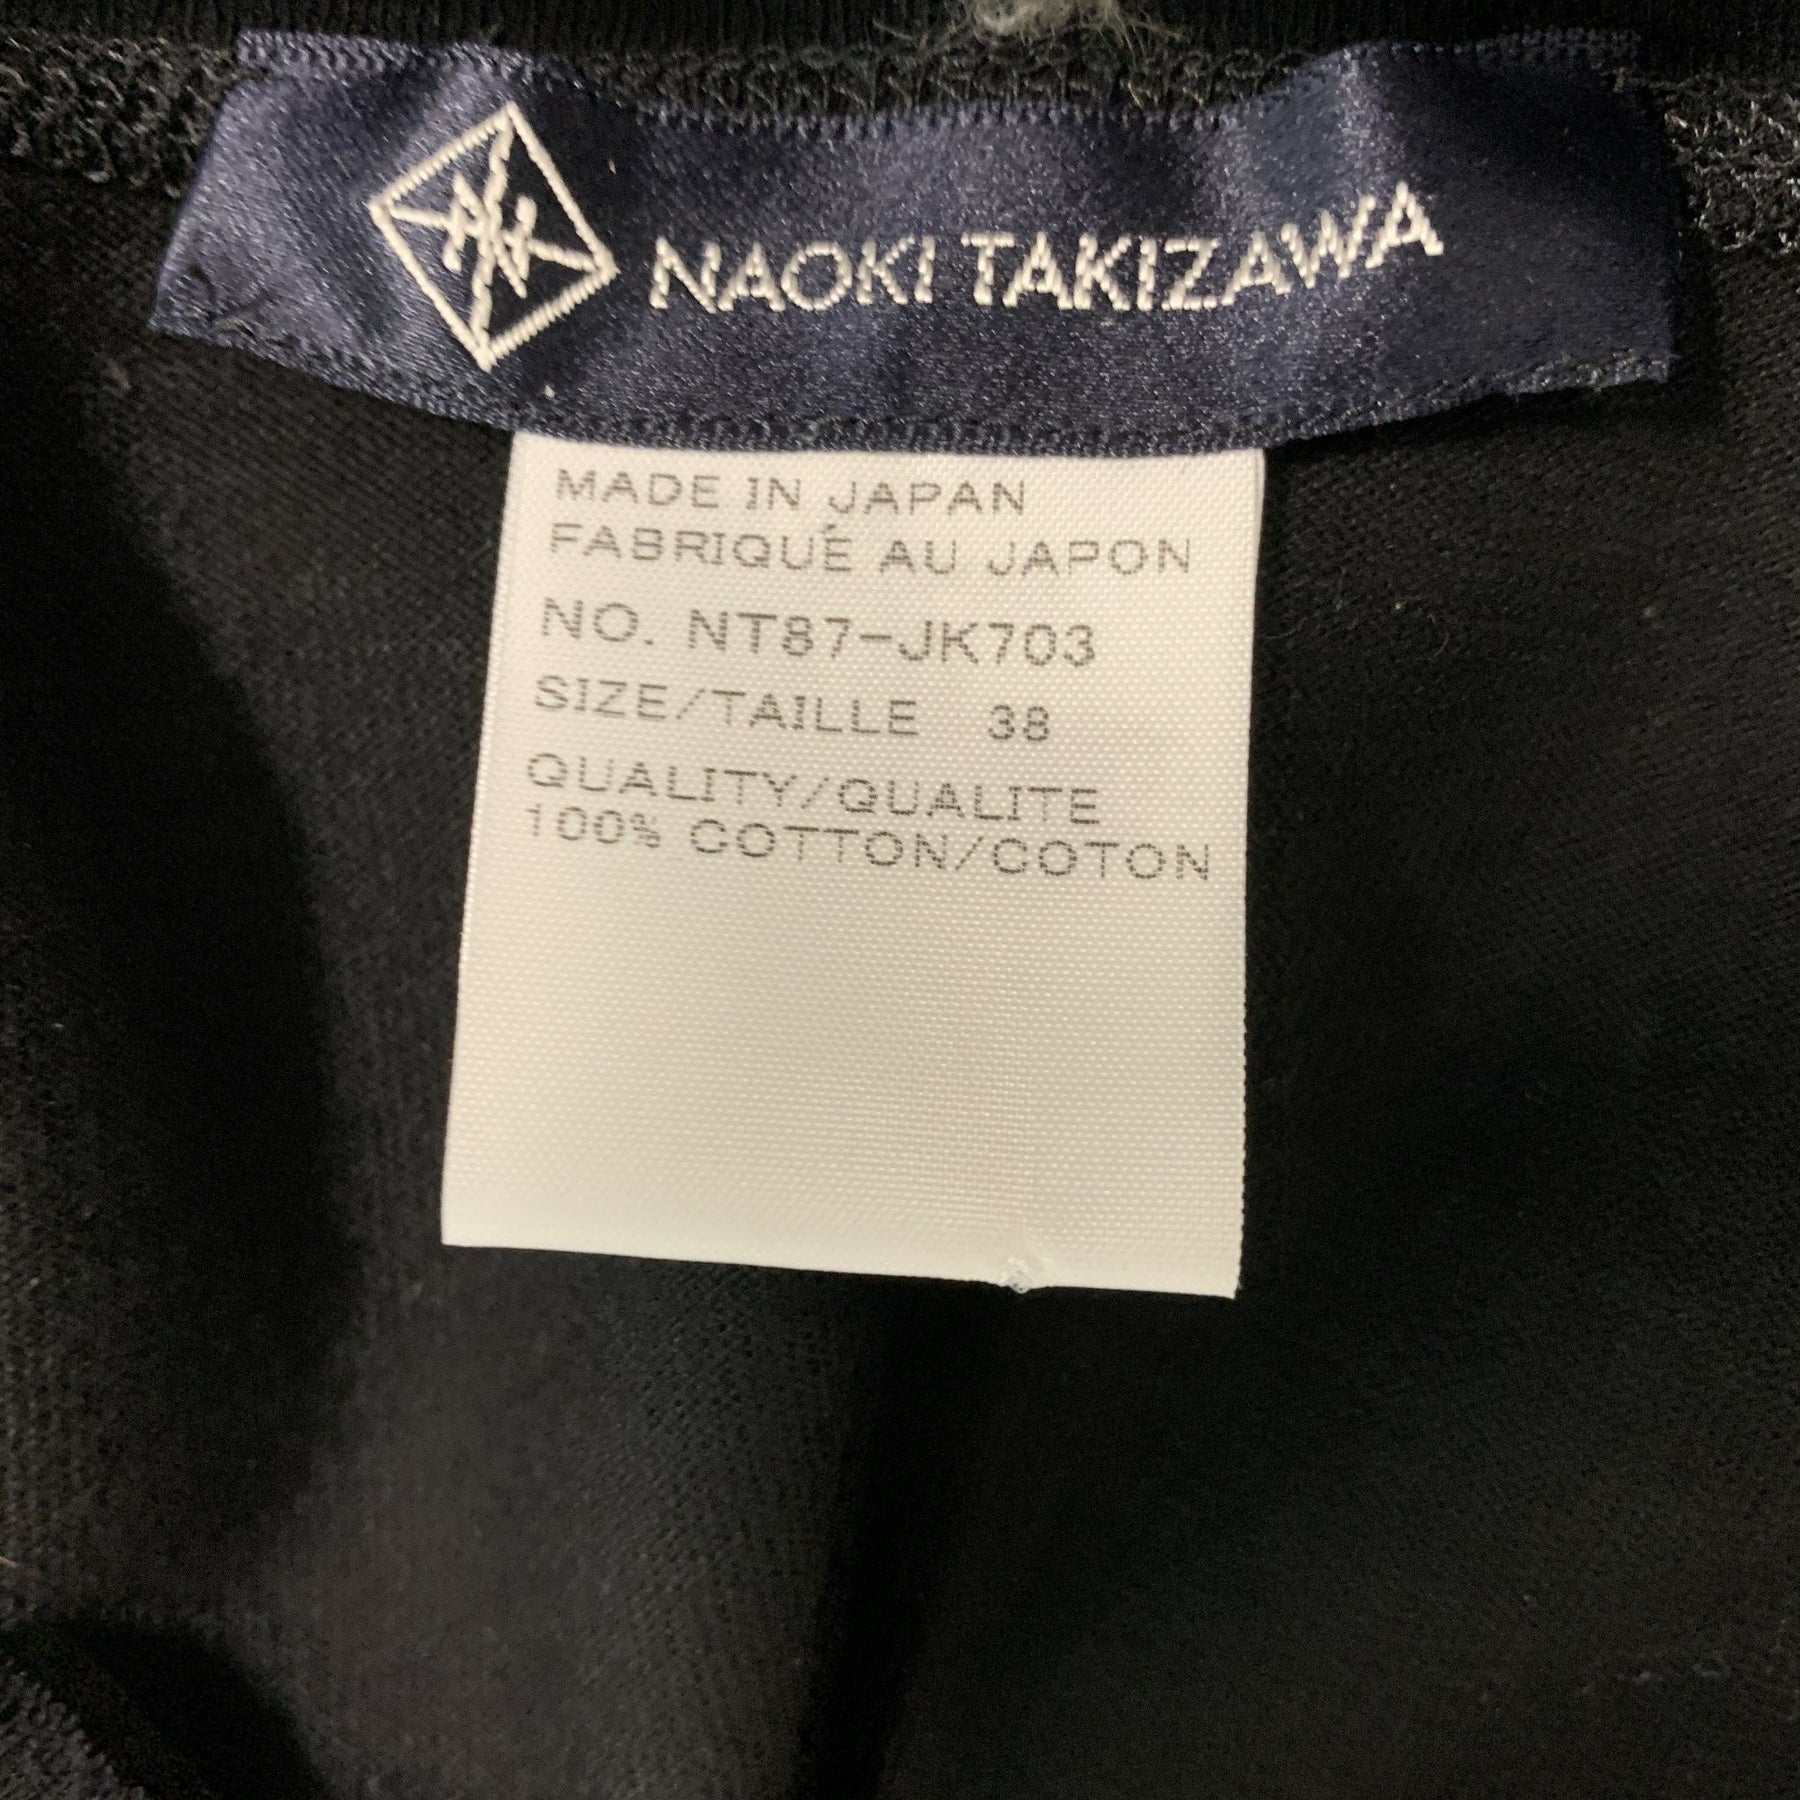 NAOKI TAKIZAWA
MADE IN JAPAN
FABRIQUÉ AU JAPON
NO. NT87-JK703
SIZE/TAILLE 38
QUALITY/QUALITE
100% COTTON/COTON